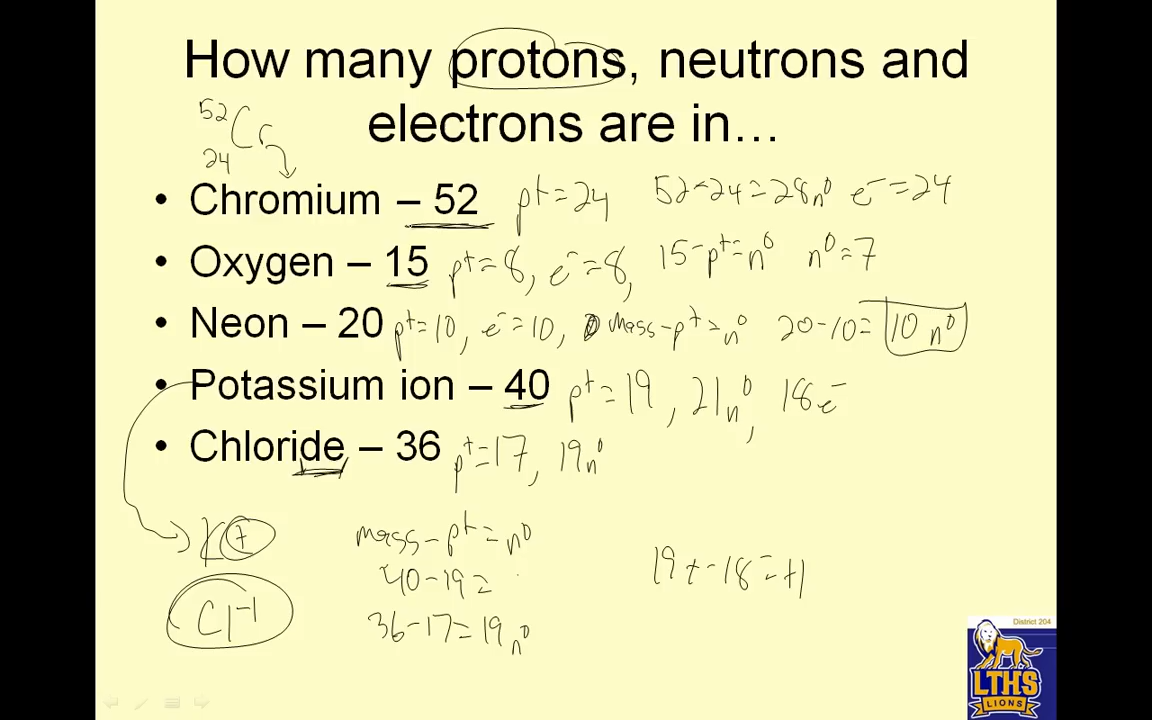 How many protons, neutrons and
electrons are in…
52
24 Cr
• Chromium – 52 p+ = 24 52 - 24 = 28n⁰ e⁻ = 24
• Oxygen – 15 p+ = 8, e⁻ = 8, 15 - p+ = n⁰ n⁰ = 7
• Neon – 20 p+ = 10, e⁻ = 10, mass - p+ = n⁰ 20 - 10 = 10 n⁰
• Potassium ion – 40 p+ = 19, 21n⁰, 18e⁻
• Chloride – 36 p+ = 17, 19n⁰
K+ mass - p+ = n⁰
40 - 19 = 19+ - 18⁻ = +1
Cl⁻¹ 36 - 17 = 19n⁰
District 204
LTHS
LIONS